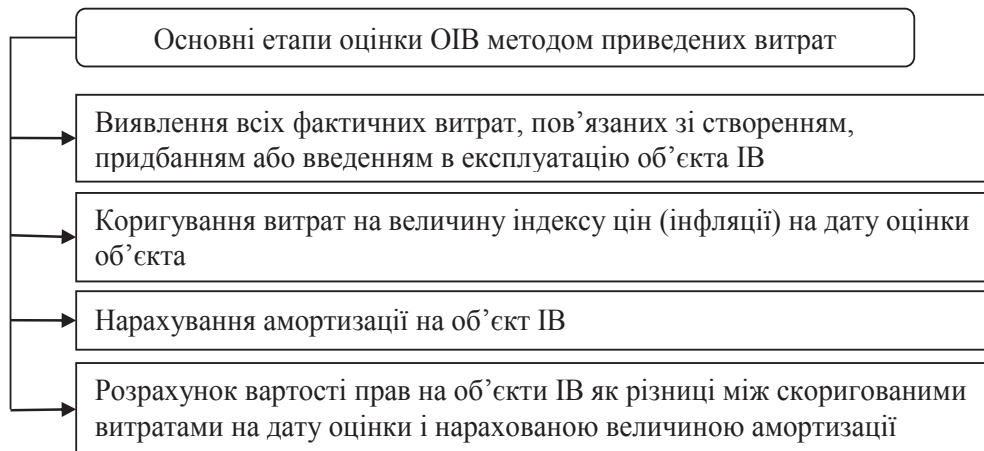 Основні етапи оцінки ОІВ методом приведених витрат
Виявлення всіх фактичних витрат, пов’язаних зі створенням,
придбанням або введенням в експлуатацію об’єкта ІВ
Коригування витрат на величину індексу цін (інфляції) на дату оцінки
об’єкта
Нарахування амортизації на об’єкт ІВ
Розрахунок вартості прав на об’єкти ІВ як різниці між скоригованими
витратами на дату оцінки і нарахованою величиною амортизації